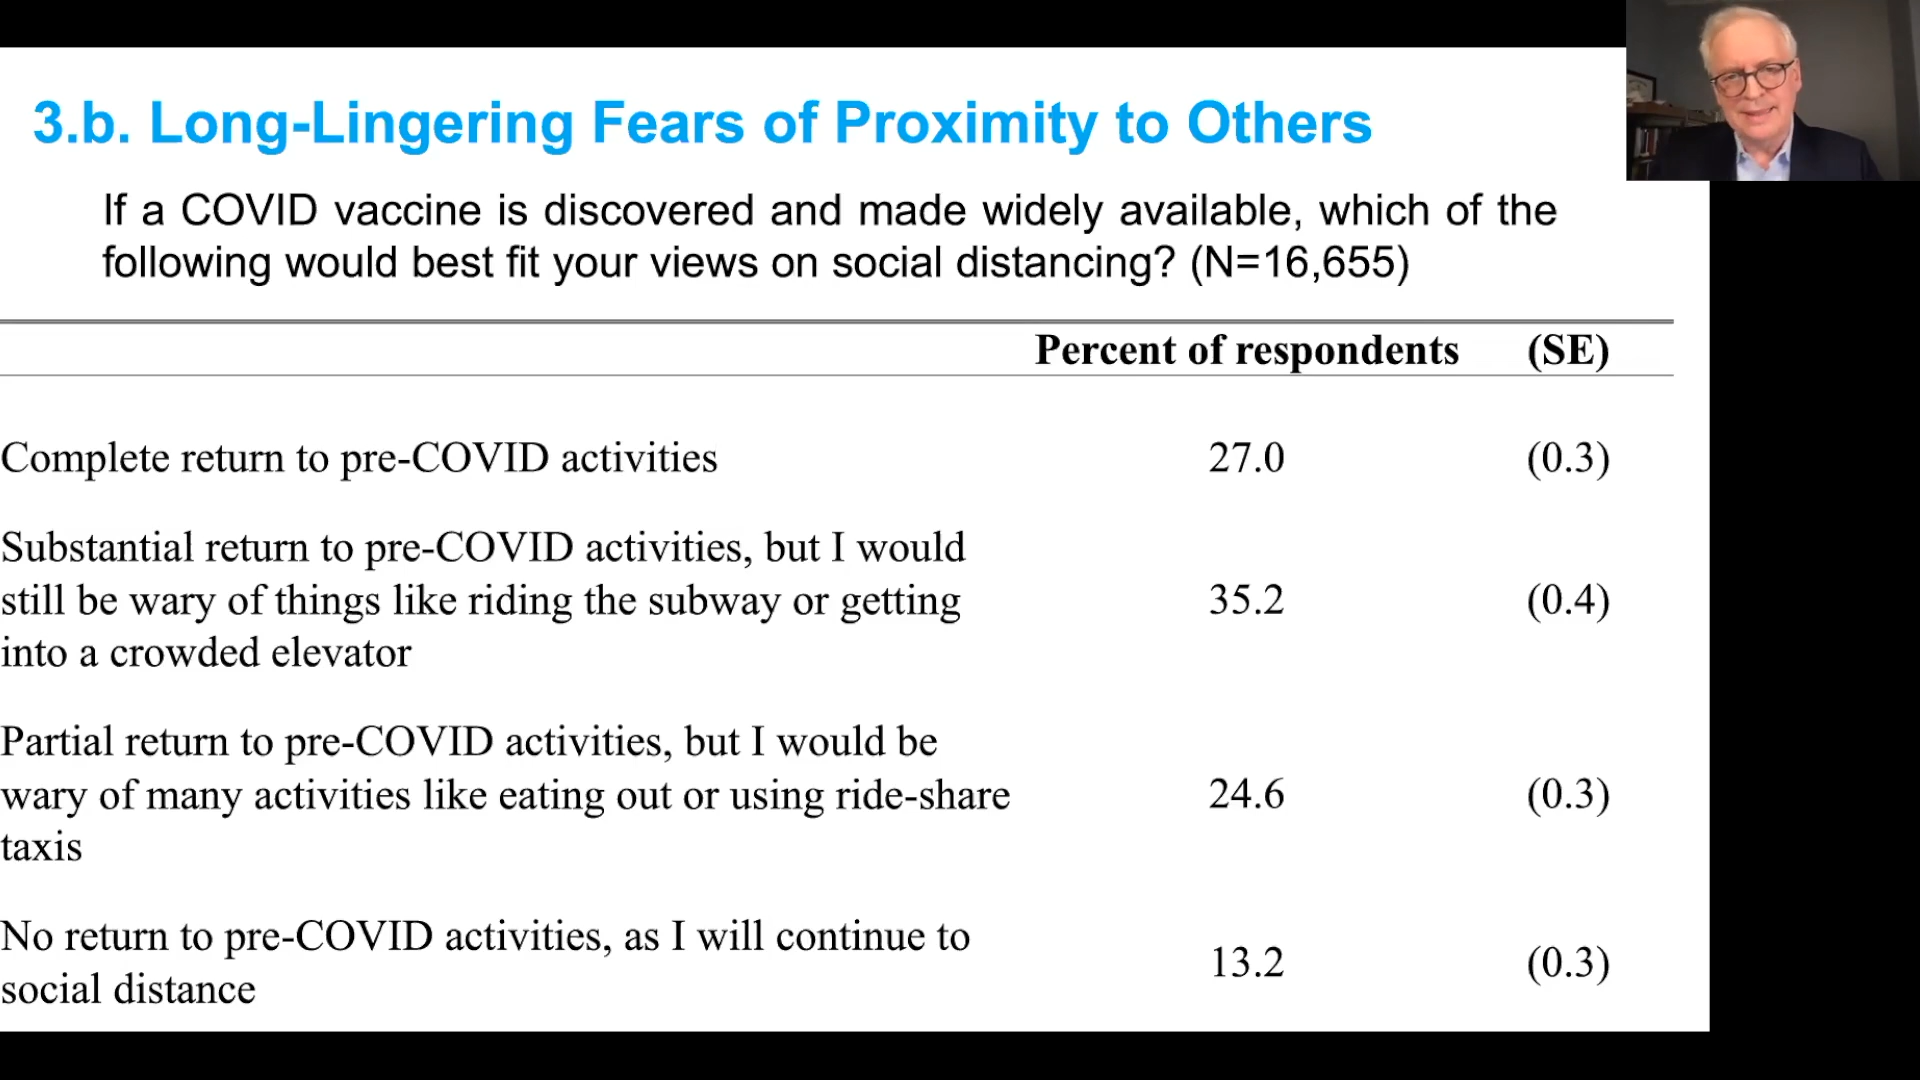 3.b. Long-Lingering Fears of Proximity to Others
If a COVID vaccine is discovered and made widely available, which of the
following would best fit your views on social distancing? (N=16,655)
Percent of respondents (SE)
Complete return to pre-COVID activities 27.0 (0.3)
Substantial return to pre-COVID activities, but I would
still be wary of things like riding the subway or getting 35.2 (0.4)
into a crowded elevator
Partial return to pre-COVID activities, but I would be
wary of many activities like eating out or using ride-share 24.6 (0.3)
taxis
No return to pre-COVID activities, as I will continue to
social distance 13.2 (0.3)